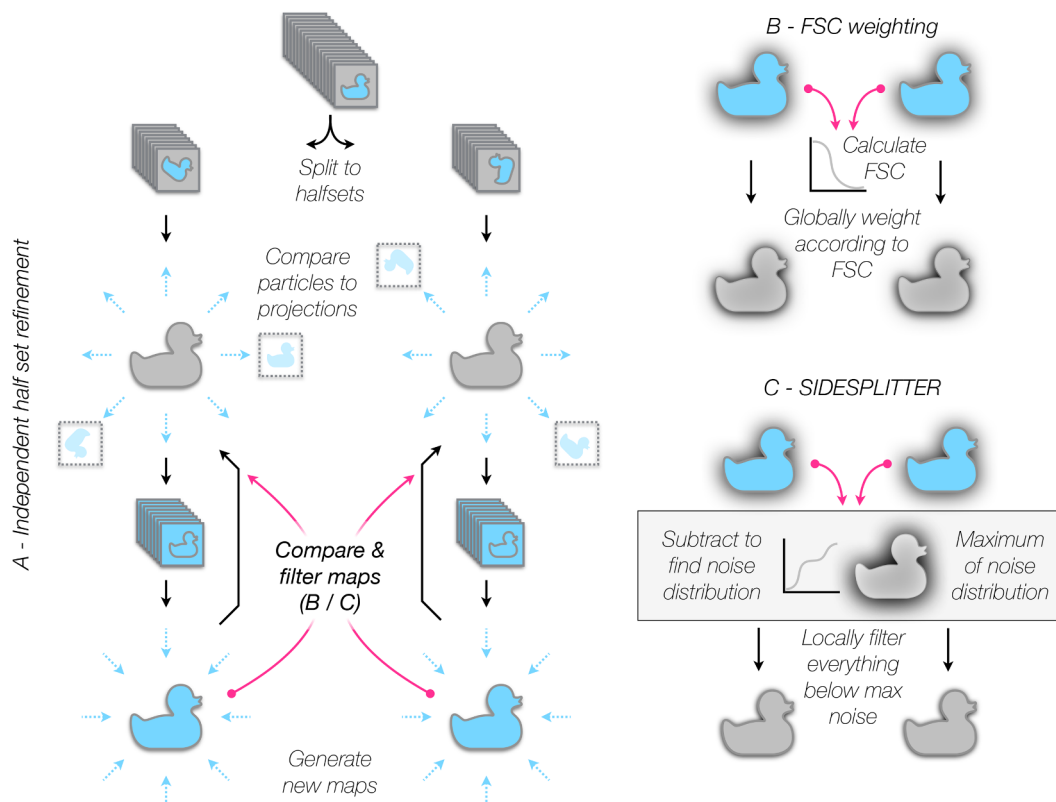 A - Independent half set refinement
Split to
halfsets
Compare
particles to
projections
Compare &
filter maps
(B / C)
Generate
new maps
B - FSC weighting
Calculate
FSC
Globally weight
according to
FSC
C - SIDESPLITTER
Subtract to
find noise
distribution
Maximum
of noise
distribution
Locally filter
everything
below max
noise